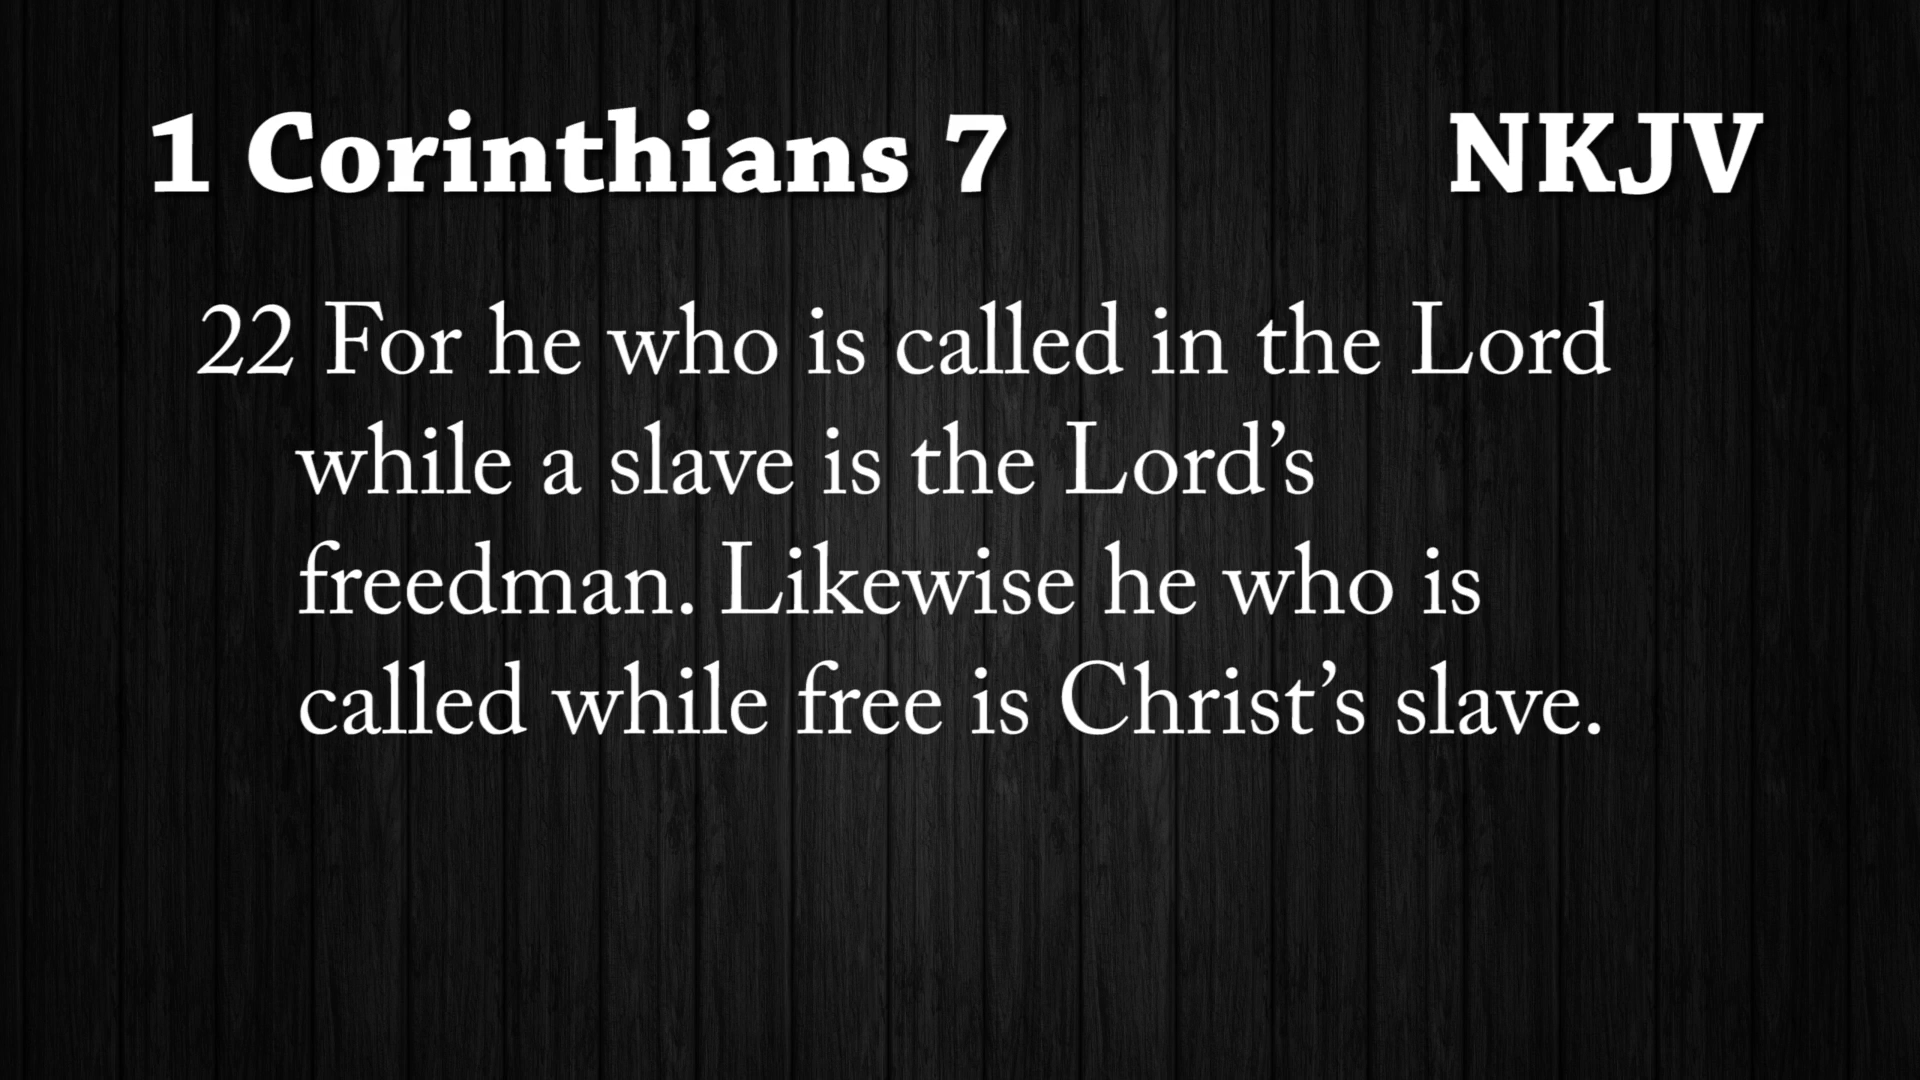 1 Corinthians 7 NKJV
22 For he who is called in the Lord
while a slave is the Lord’s
freedman. Likewise he who is
called while free is Christ’s slave.